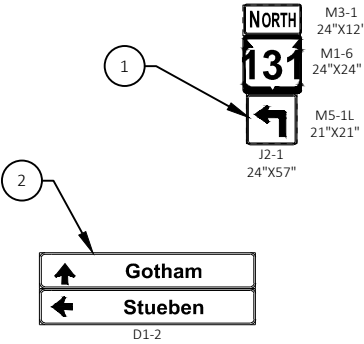 NORTH
M3-1
24"X12"
131
M1-6
24"X24"
1
M5-1L
21"X21"
J2-1
24"X57"
2
Gotham
Stueben
D1-2